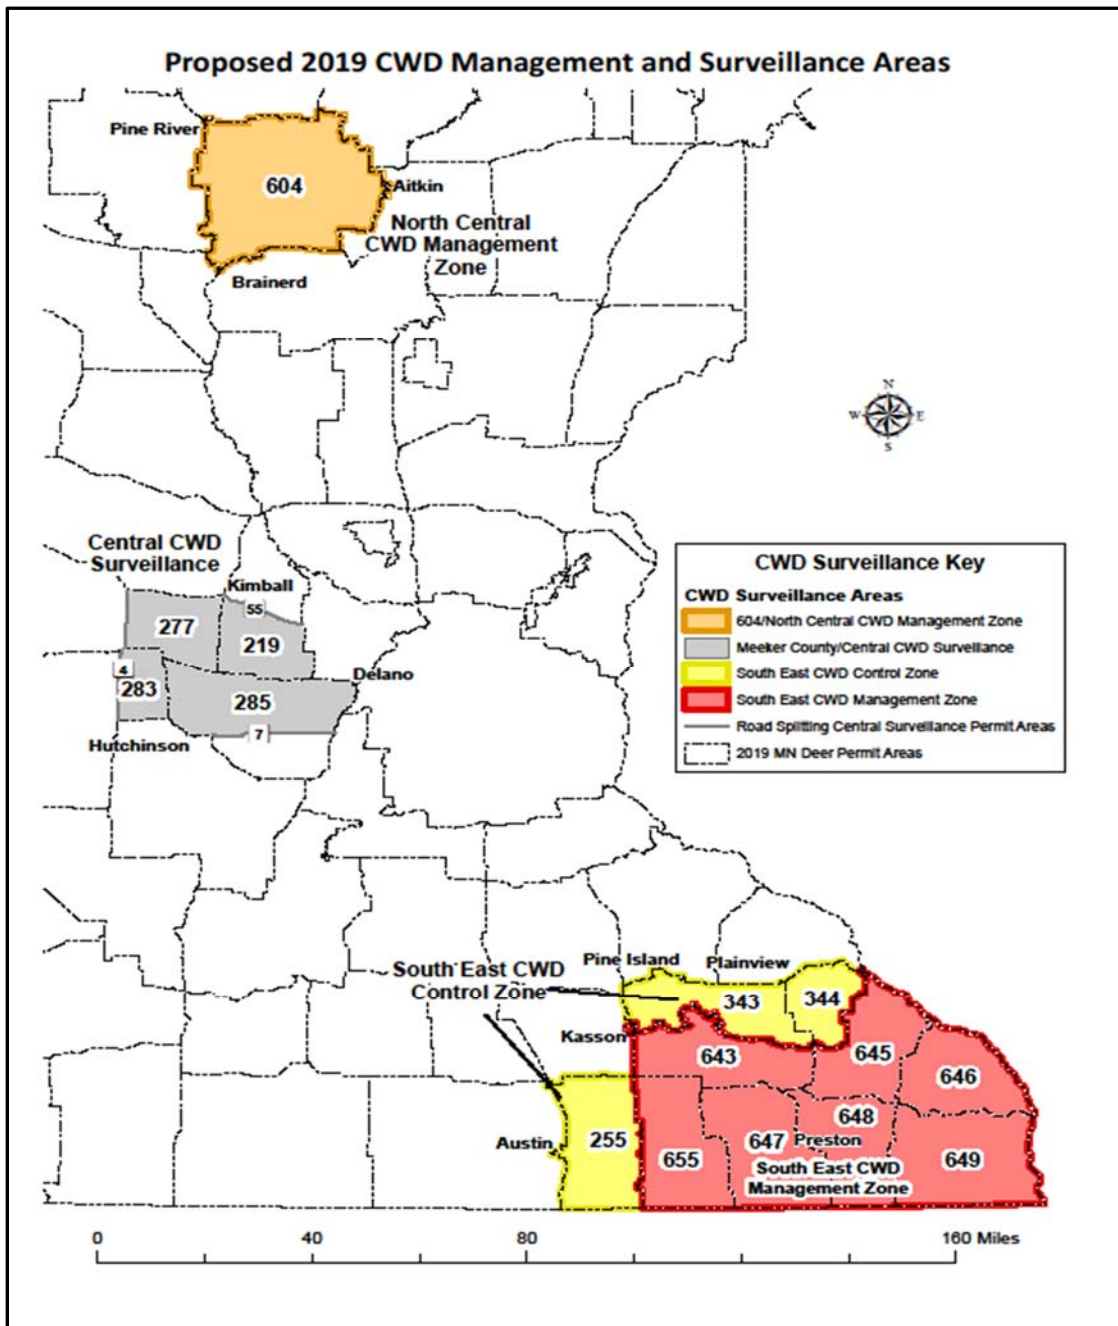 Proposed 2019 CWD Management and Surveillance Areas
Pine River
604
Aitkin
North Central
CWD Management
Zone
Brainerd
N
W E
S
Central CWD
Surveillance
Kimball
55
277
219
4
283
285
Delano
7
Hutchinson
CWD Surveillance Key
CWD Surveillance Areas
604/North Central CWD Management Zone
Meeker County/Central CWD Surveillance
South East CWD Control Zone
South East CWD Management Zone
Road Splitting Central Surveillance Permit Areas
2019 MN Deer Permit Areas
South East CWD
Control Zone
Pine Island
Plainview
343
344
Kasson
643
645
646
Austin
255
655
647
648
Preston
649
South East CWD
Management Zone
0 40 80 160 Miles